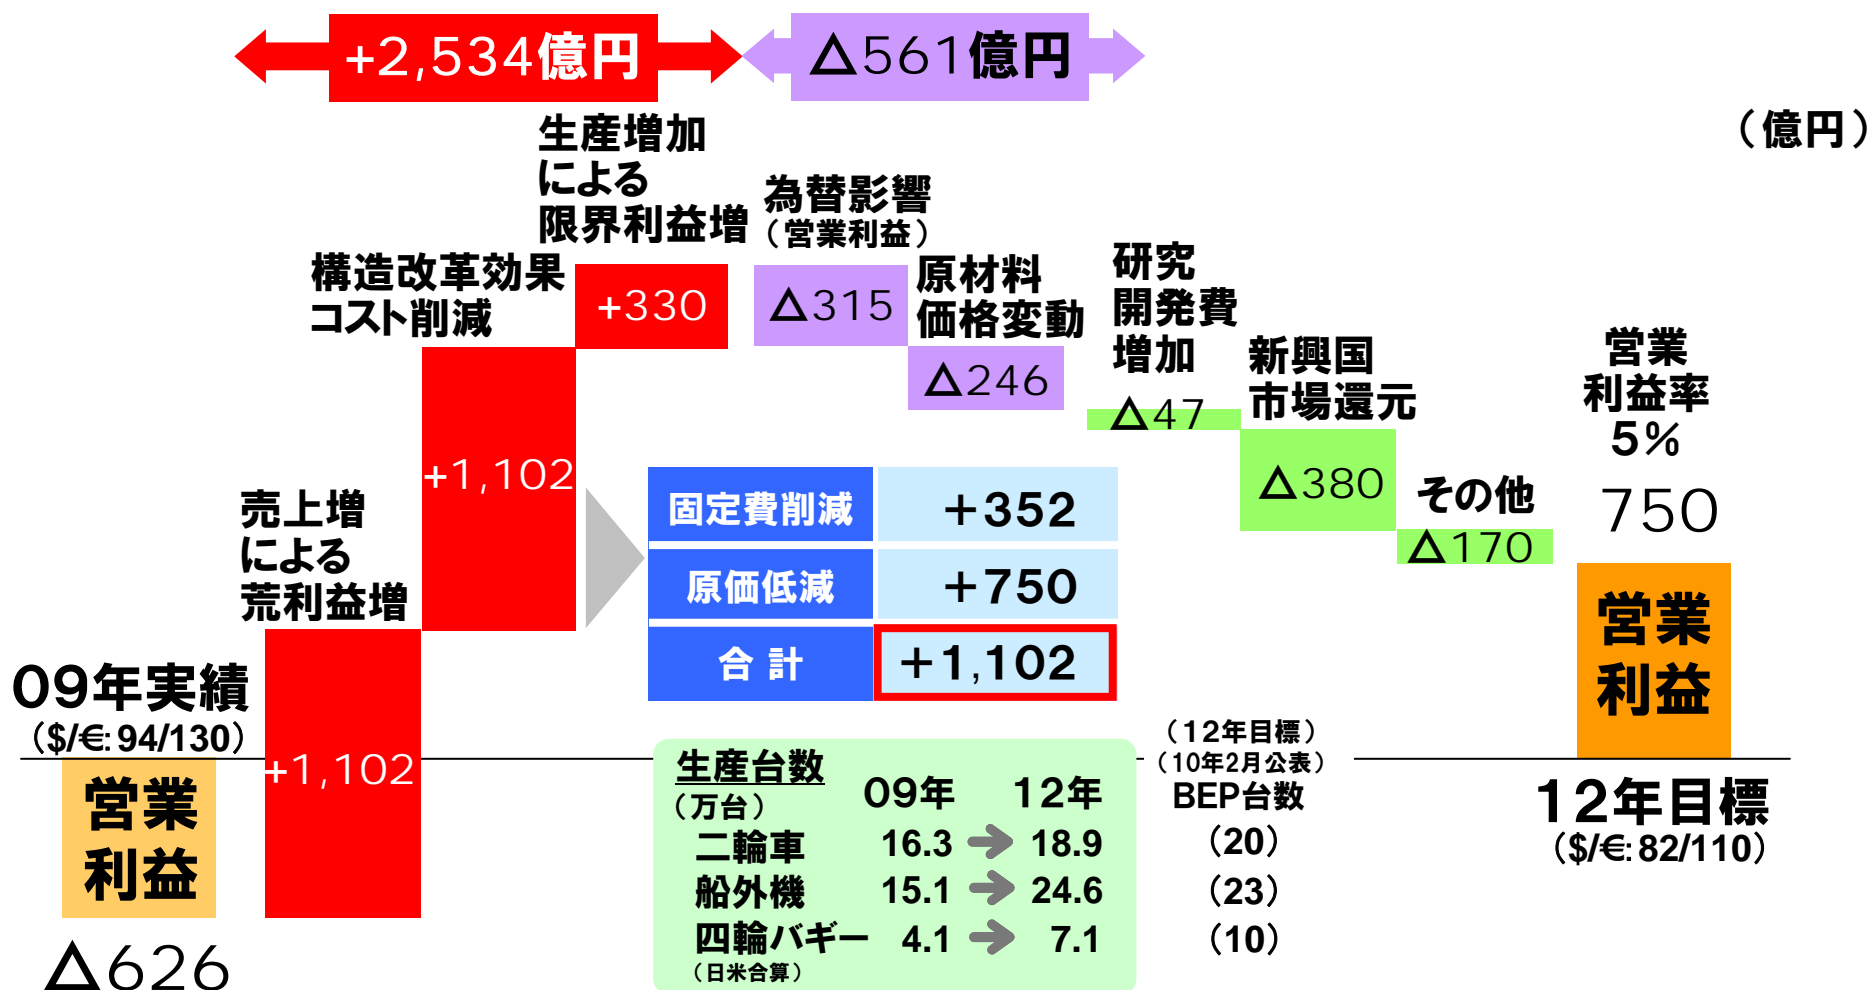 +2,534億円
△561億円
（億円）
生産増加
による
限界利益増
為替影響
（営業利益）
構造改革効果
コスト削減
原材料
価格変動
研究
開発費
増加
新興国
市場還元
営業
利益率
5%
750
+330
△315
△246
△47
△380
その他
△170
+1,102
売上増
による
荒利益増
固定費削減 +352
原価低減 +750
合 計 +1,102
営業
利益
09年実績
（$/€: 94/130）
+1,102
営業
利益
△626
生産台数
（万台）
09年 12年
二輪車 16.3 18.9
船外機 15.1 24.6
四輪バギー 4.1 7.1
（日米合算）
（12年目標）
（10年2月公表）
BEP台数
（20）
（23）
（10）
12年目標
（$/€: 82/110）